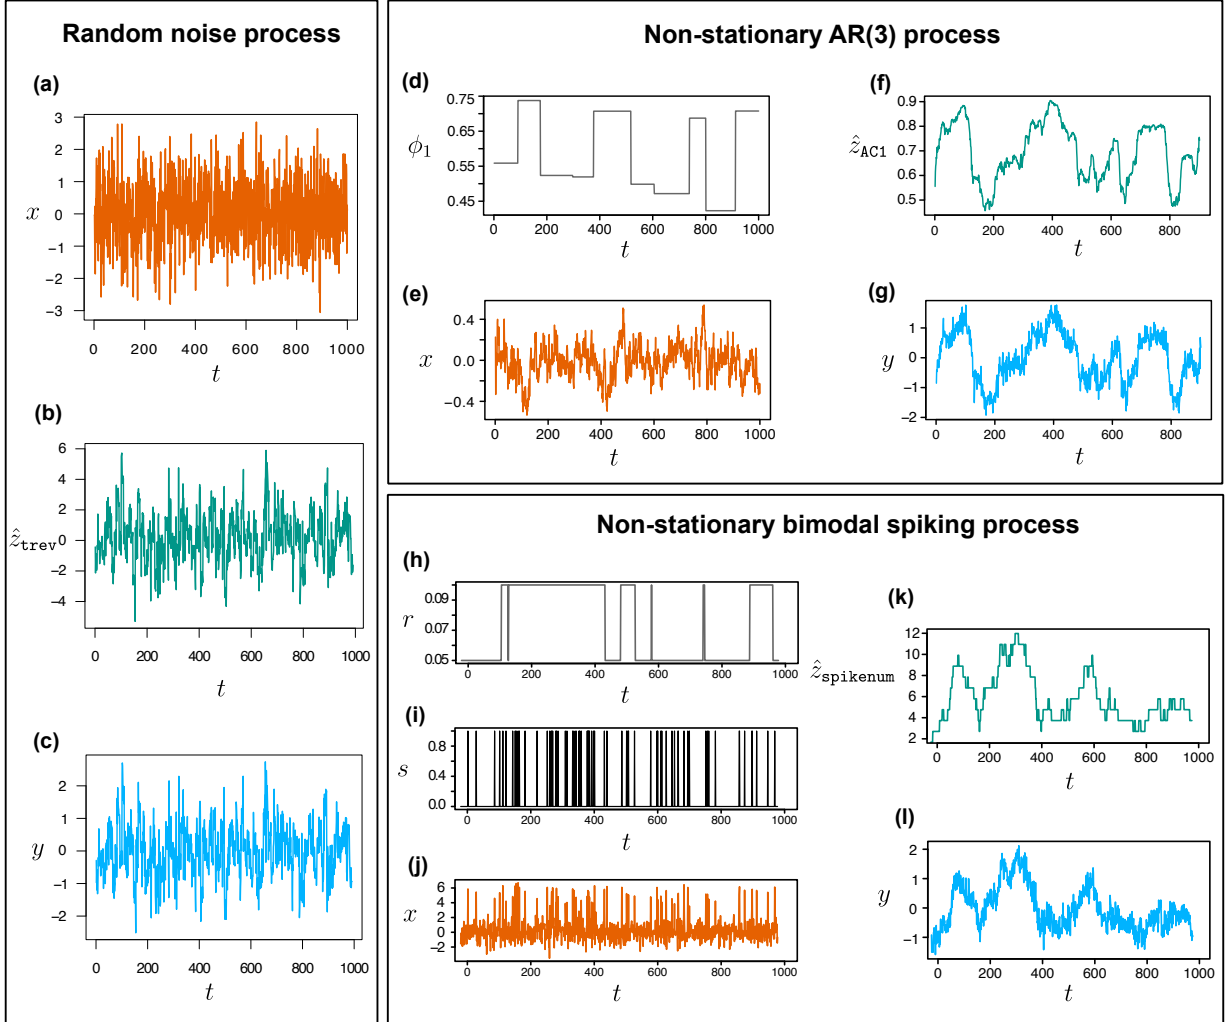 Random noise process
(a)
3
2
1
0
−1
−2
−3
x
0 200 400 600 800 1000
t
(b)
6
4
2
0
−2
−4
ẑtrev
0 200 400 600 800 1000
t
(c)
2
1
0
−1
−2
y
0 200 400 600 800 1000
t
Non-stationary AR(3) process
(d)
0.75
0.65
0.55
0.45
ϕ1
0 200 400 600 800 1000
t
(e)
0.4
0.0
−0.4
x
0 200 400 600 800 1000
t
(f)
0.9
0.8
0.7
0.6
0.5
ẑAC1
0 200 400 600 800
t
(g)
1
0
−1
−2
y
0 200 400 600 800
t
Non-stationary bimodal spiking process
(h)
0.09
0.07
0.05
r
0 200 400 600 800 1000
t
(i)
0.8
0.4
0.0
s
0 200 400 600 800 1000
t
(j)
6
4
2
0
−2
x
0 200 400 600 800 1000
t
(k)
12
10
8
6
4
2
ẑspikenum
0 200 400 600 800 1000
t
(l)
2
1
0
−1
y
0 200 400 600 800 1000
t